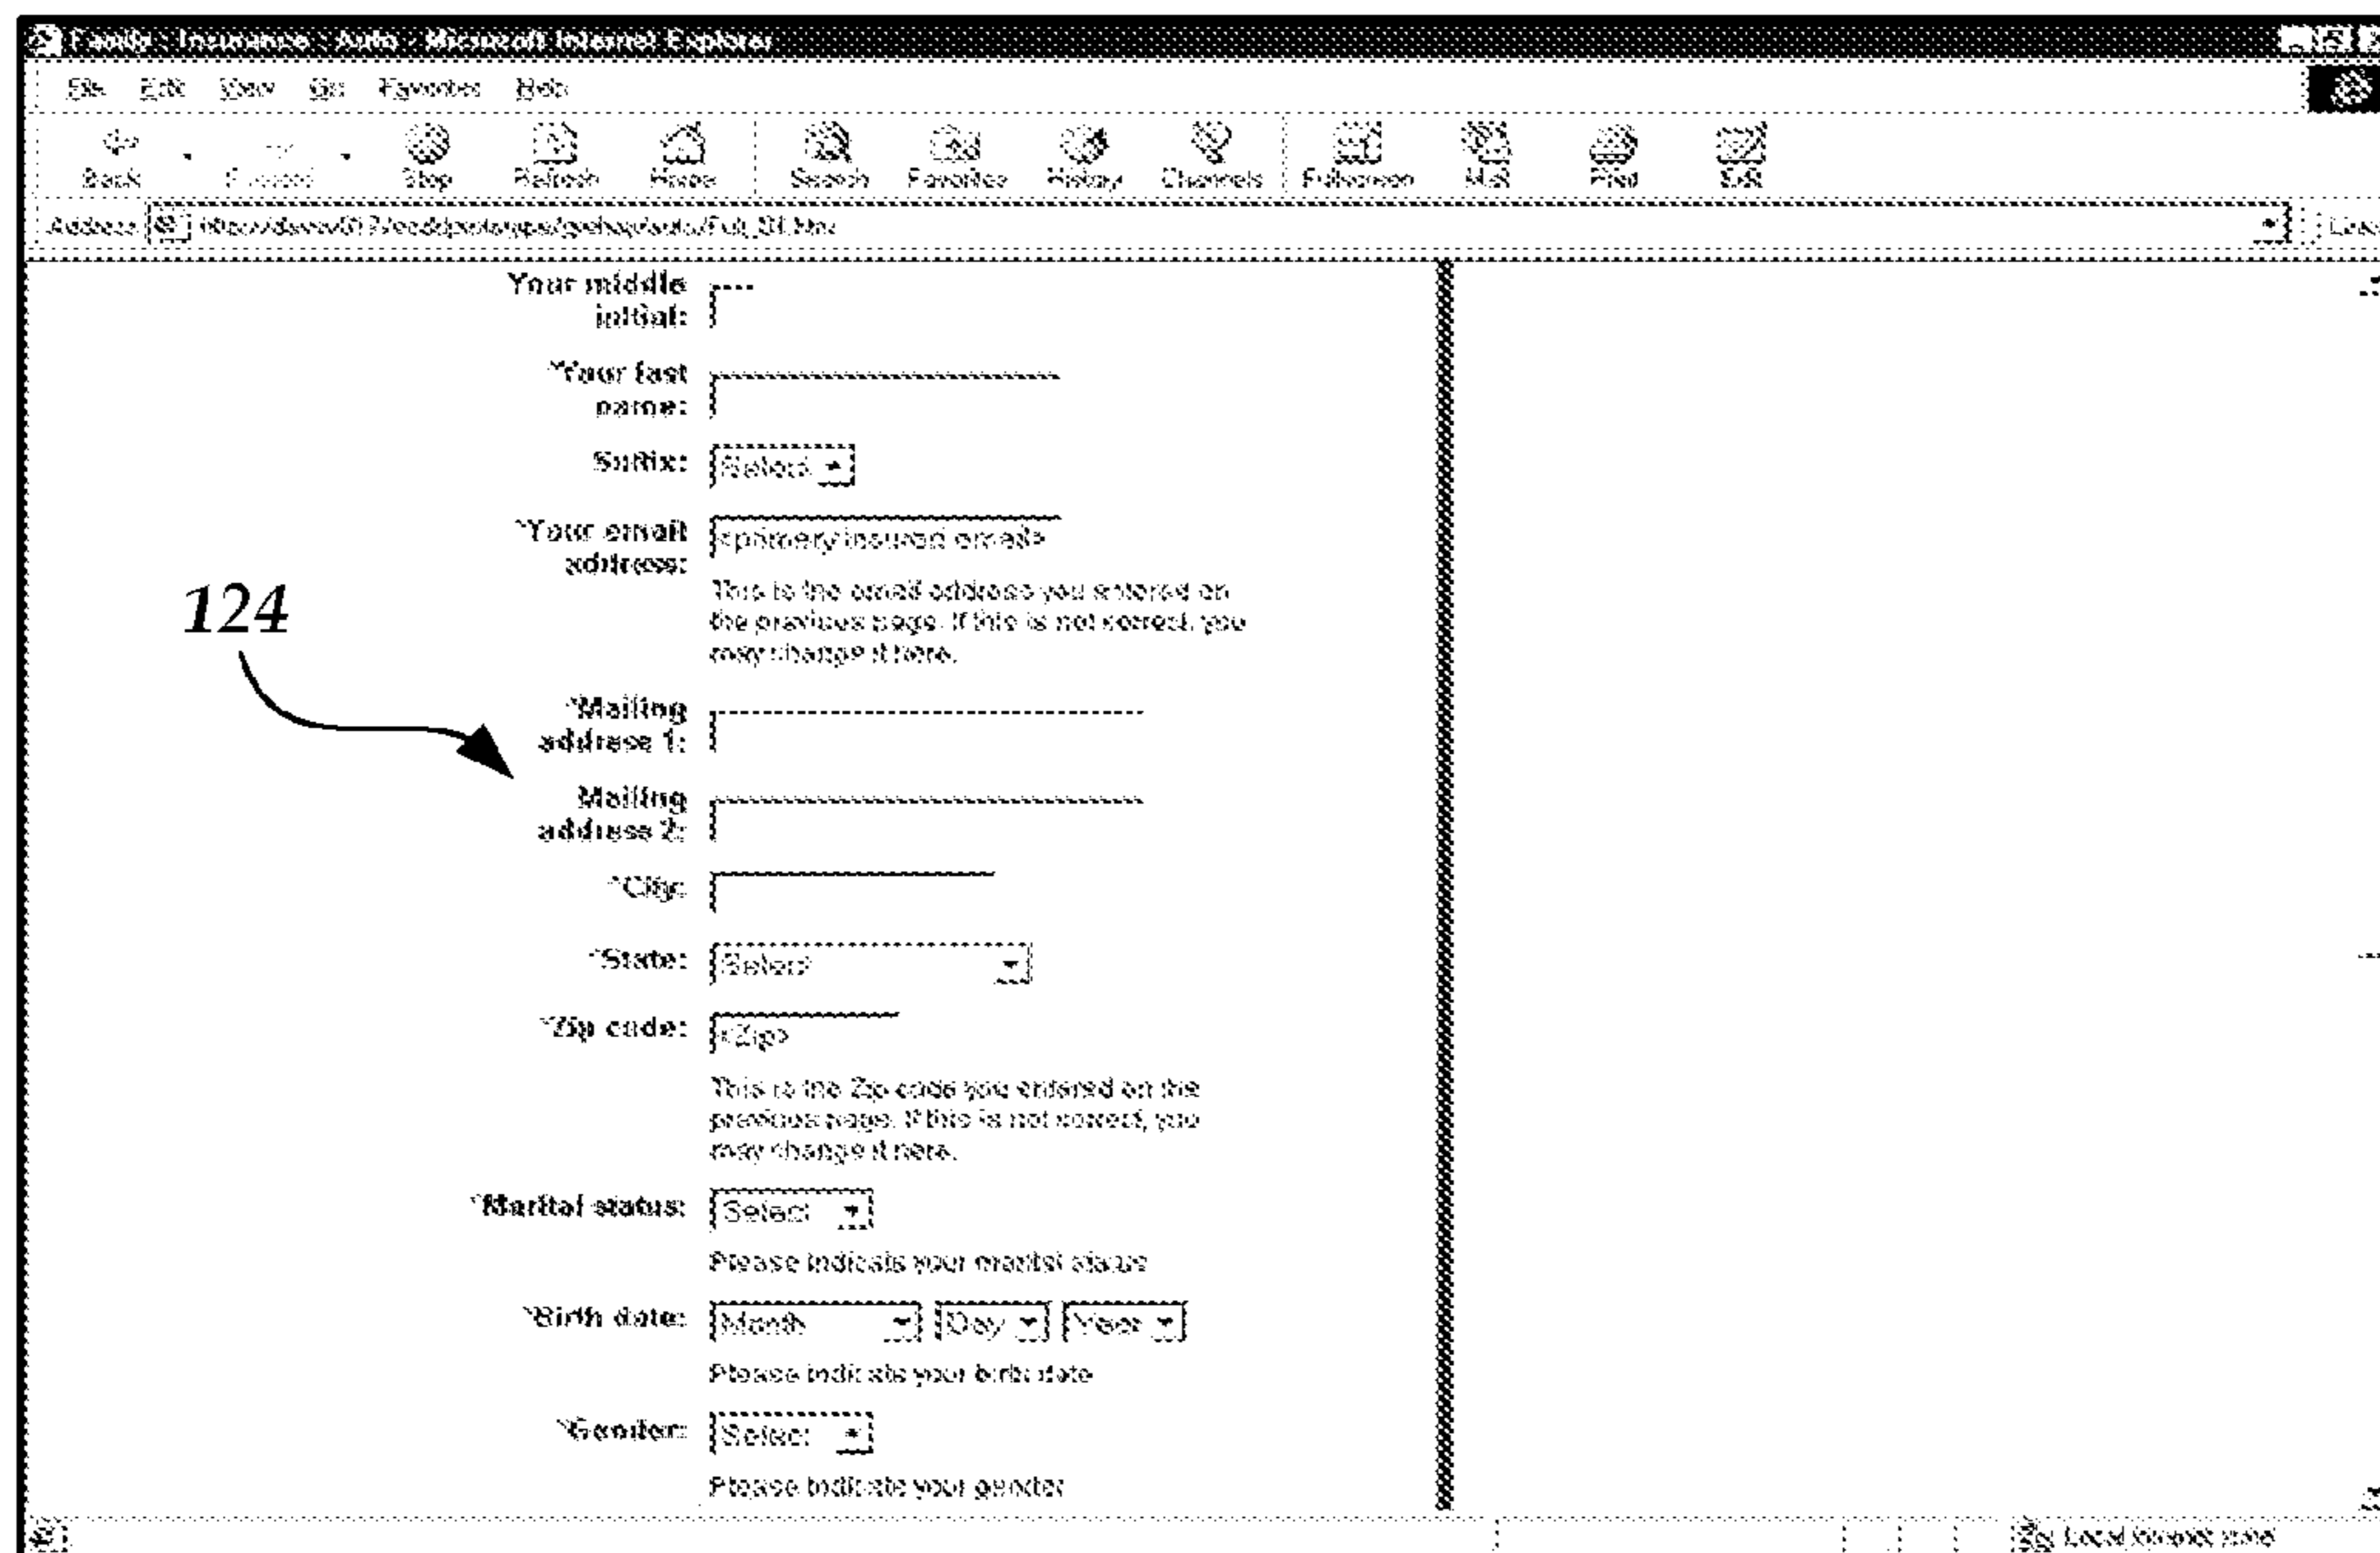 Family : Insurance : Auto - Microsoft Internet Explorer
File Edit View Go Favorites Help
Back Forward Stop Refresh Home Search Favorites History Channels Fullscreen Mail Print Edit
Address Links
Your middle
initial:
*Your last
name:
Suffix: Select
*Your email
address: <primary insured email>
This is the email address you entered on
the previous page. If this is not correct, you
may change it here.
124
*Mailing
address 1:
Mailing
address 2:
*City:
*State: Select
*Zip code: <Zip>
This is the Zip code you entered on the
previous page. If this is not correct, you
may change it here.
*Marital status: Select
Please indicate your marital status
*Birth date: Month Day Year
Please indicate your birth date
*Gender: Select
Please indicate your gender
Local intranet zone